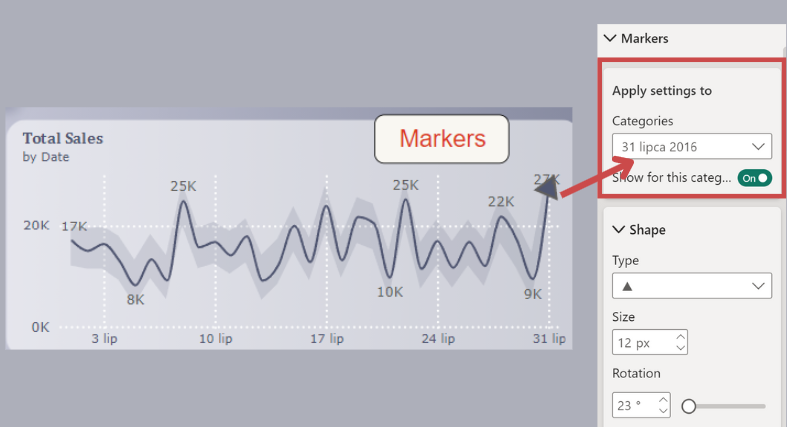 Total Sales
by Date
Markers
25K
25K
27K
22K
20K
17K
10K
9K
8K
0K
3 lip
10 lip
17 lip
24 lip
31 lip
Markers
Apply settings to
Categories
31 lipca 2016
Show for this categ...
On
Shape
Type
Size
12 px
Rotation
23 °